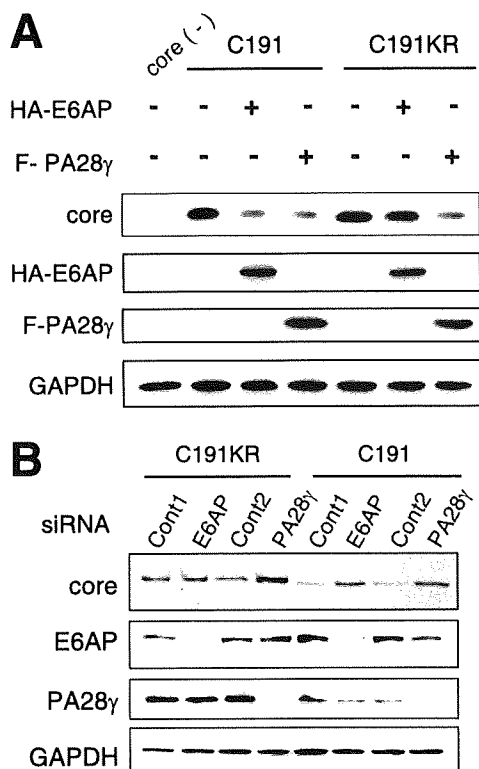 A
core (-) C191 C191KR
HA-E6AP - - + - - + -
F- PA28γ - - - + - - +
core
HA-E6AP
F-PA28γ
GAPDH
B
C191KR C191
siRNA Cont1 E6AP Cont2 PA28γ Cont1 E6AP Cont2 PA28γ
core
E6AP
PA28γ
GAPDH